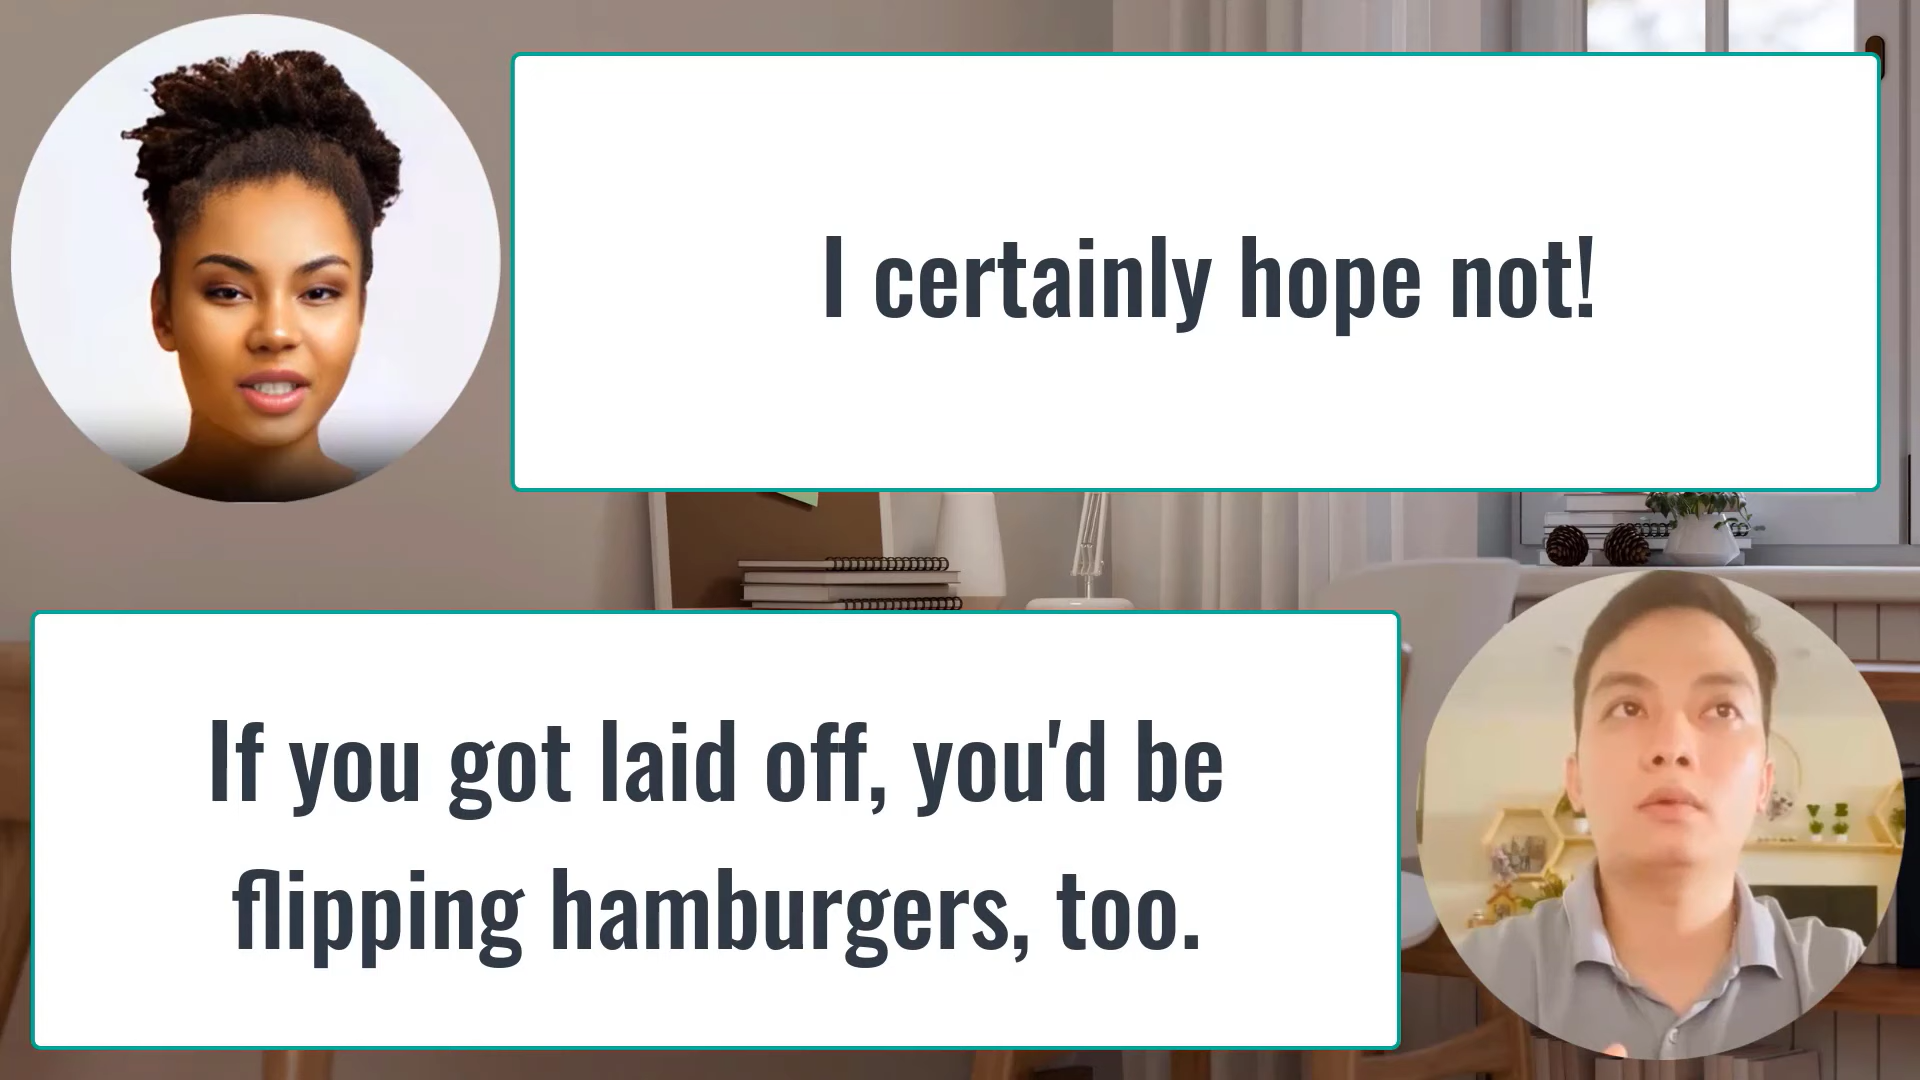 I certainly hope not!
If you got laid off, you'd be
flipping hamburgers, too.